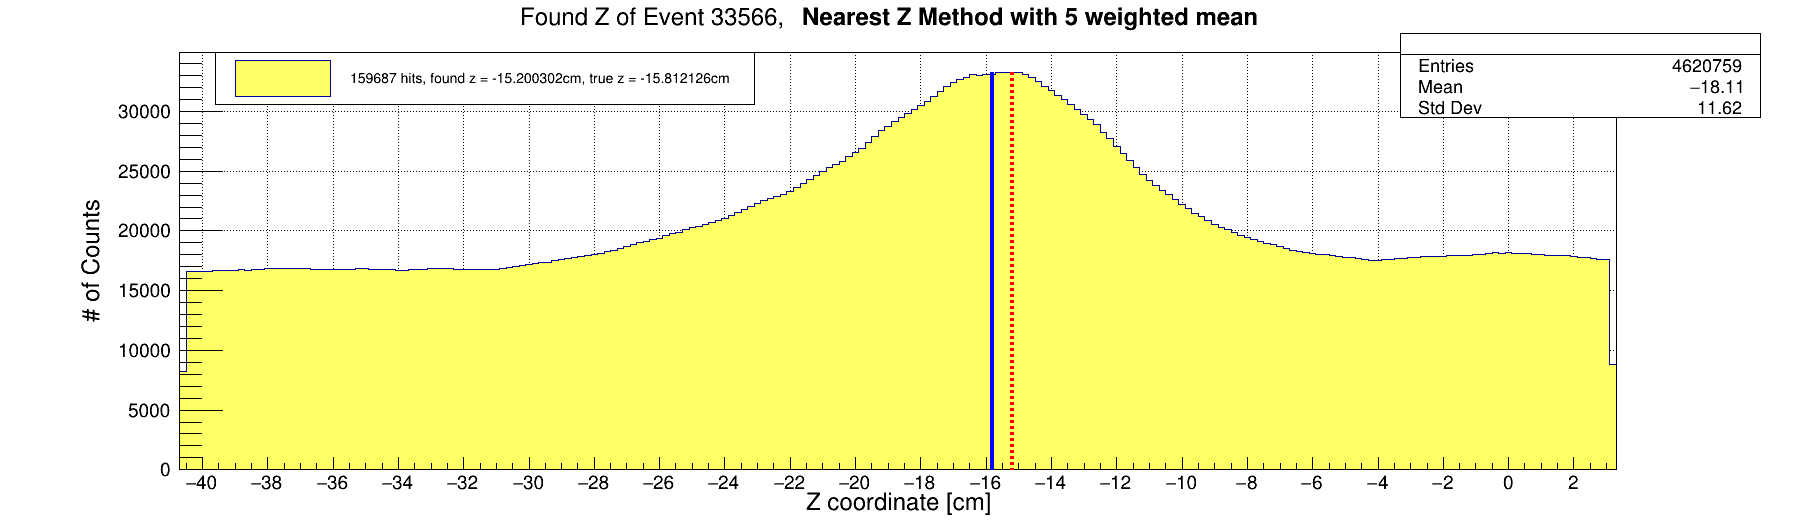 Found Z of Event 33566, Nearest Z Method with 5 weighted mean
159687 hits, found z = -15.200302cm, true z = -15.812126cm
Entries 4620759
Mean −18.11
Std Dev 11.62
# of Counts
30000
25000
20000
15000
10000
5000
0
−40 −38 −36 −34 −32 −30 −28 −26 −24 −22 −20 −18 −16 −14 −12 −10 −8 −6 −4 −2 0 2
Z coordinate [cm]